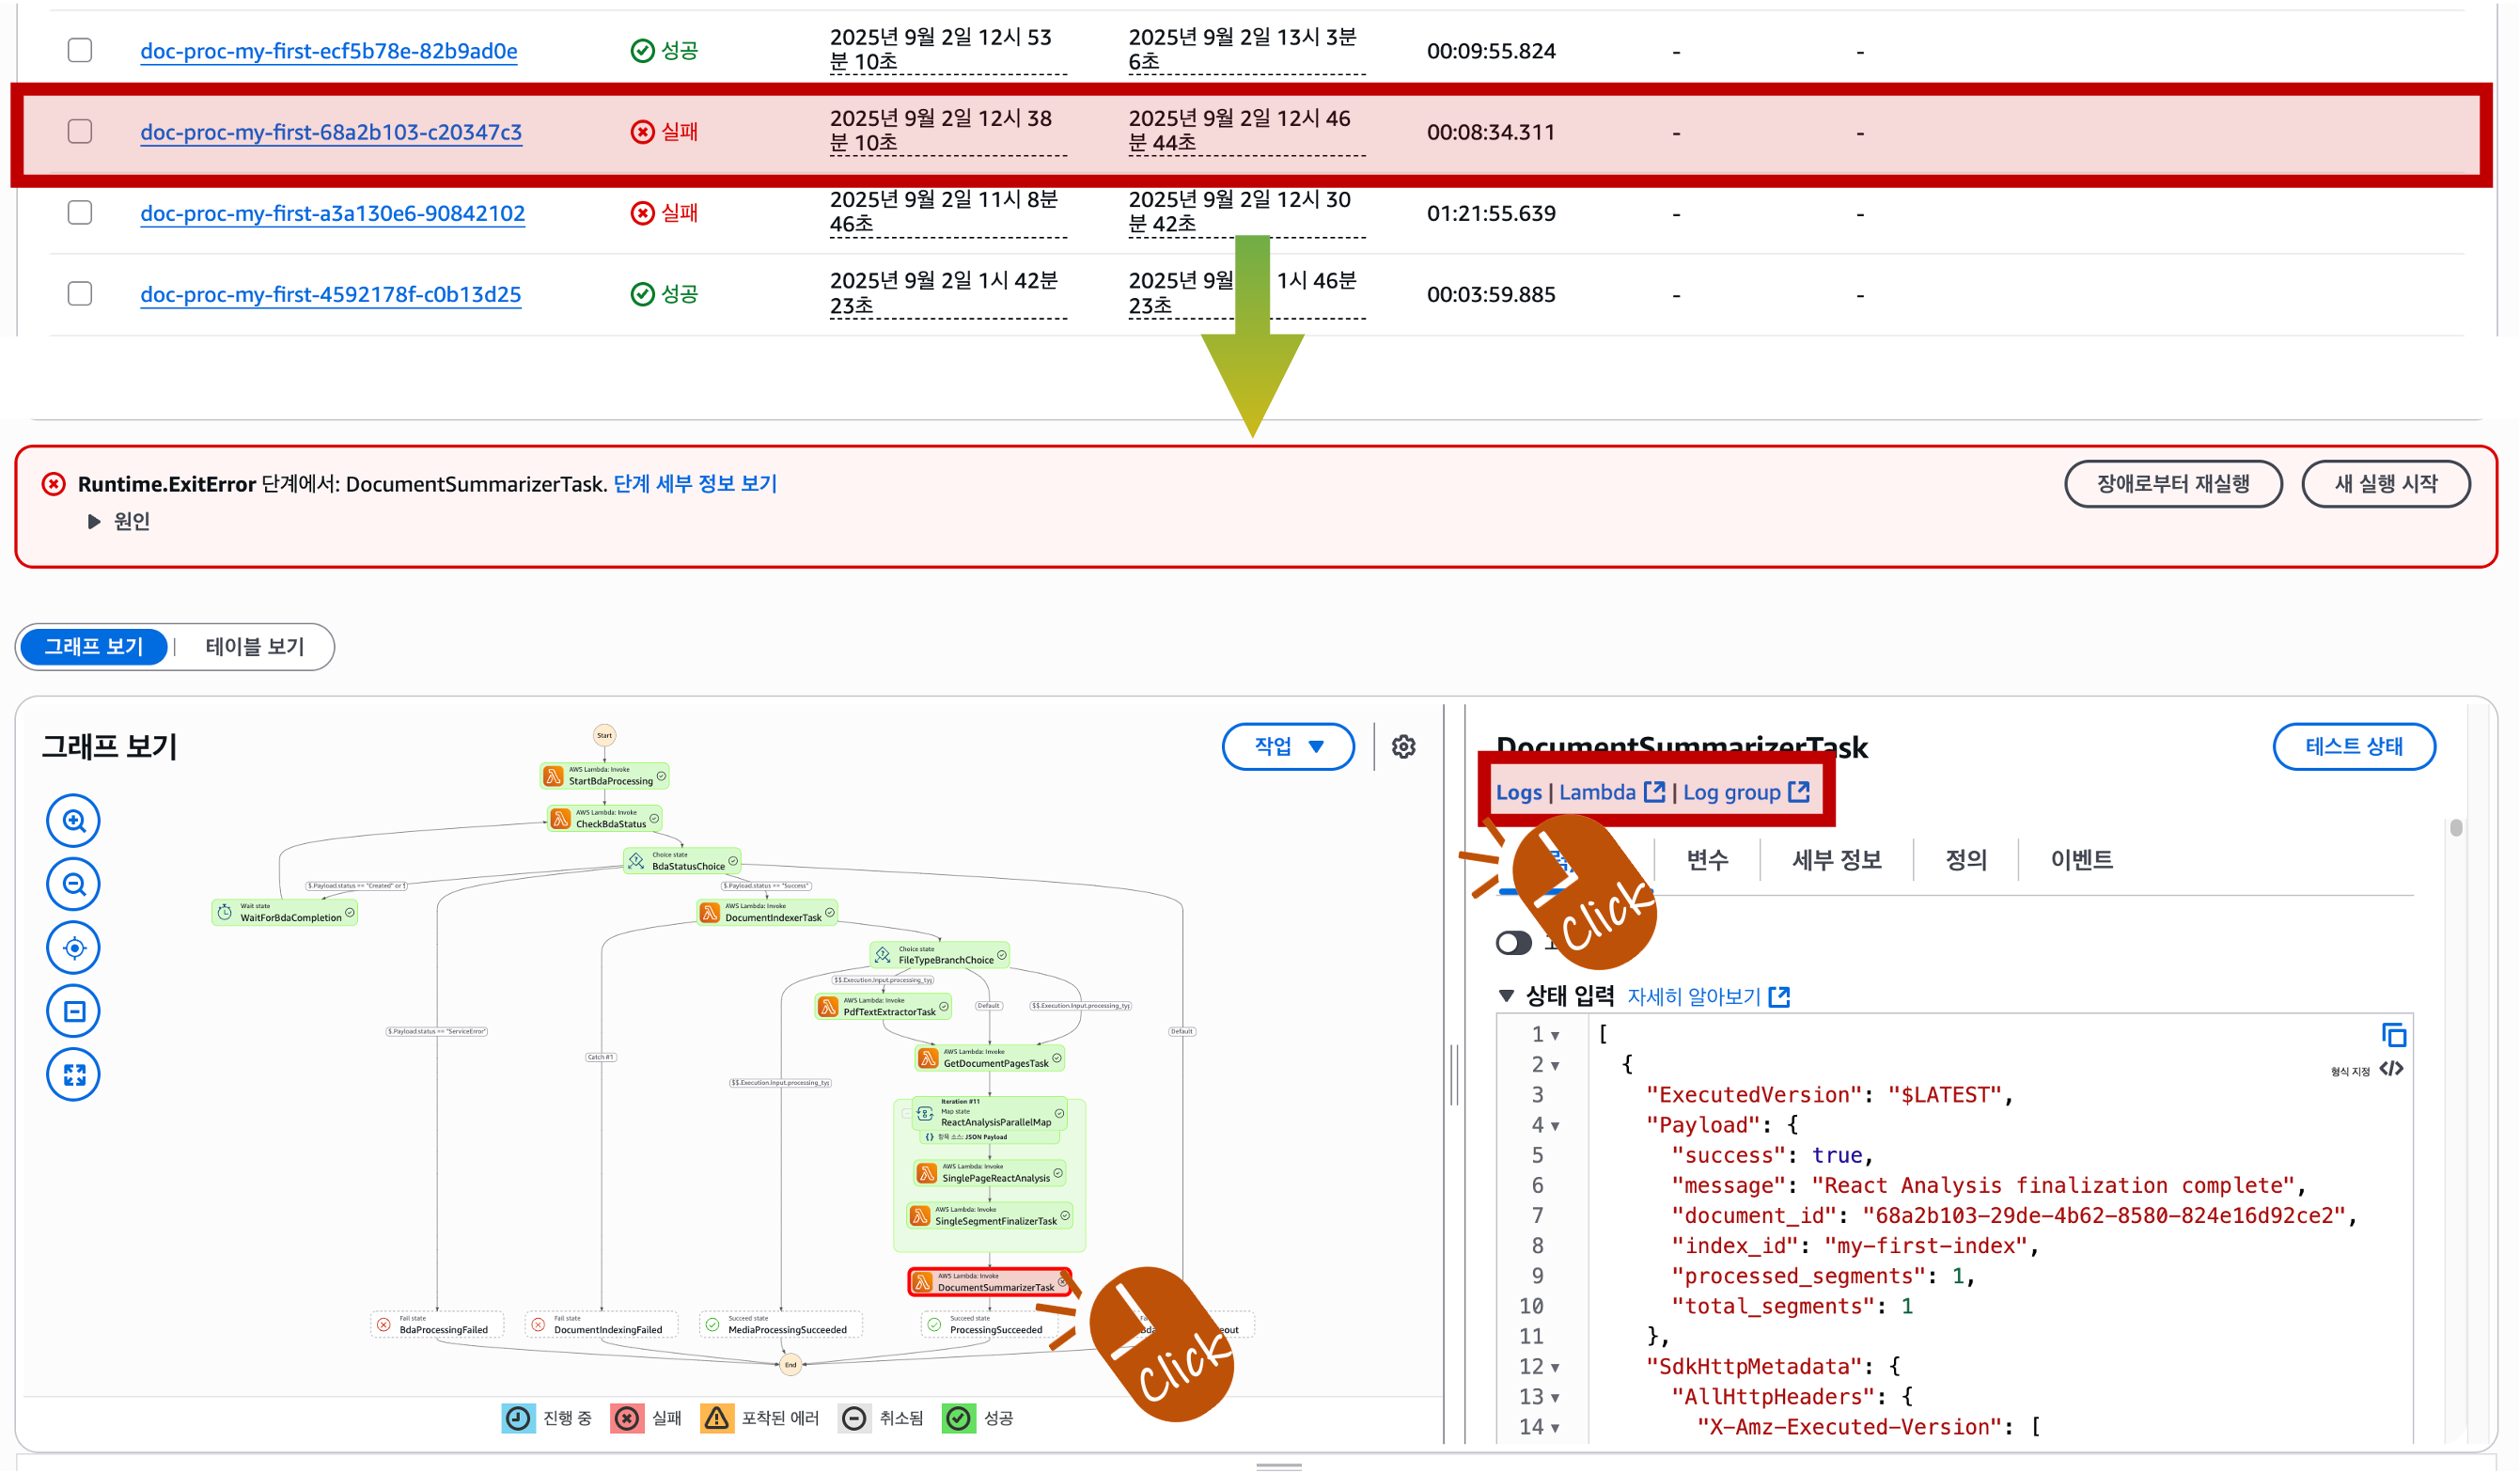 doc-proc-my-first-ecf5b78e-82b9ad0e 성공 2025년 9월 2일 12시 53분 10초 2025년 9월 2일 13시 3분 6초 00:09:55.824 - -
doc-proc-my-first-68a2b103-c20347c3 실패 2025년 9월 2일 12시 38분 10초 2025년 9월 2일 12시 46분 44초 00:08:34.311 - -
doc-proc-my-first-a3a130e6-90842102 실패 2025년 9월 2일 11시 8분 46초 2025년 9월 2일 12시 30분 42초 01:21:55.639 - -
doc-proc-my-first-4592178f-c0b13d25 성공 2025년 9월 2일 1시 42분 23초 2025년 9월 1시 46분 23초 00:03:59.885 - -
Runtime.ExitError 단계에서: DocumentSummarizerTask. 단계 세부 정보 보기
원인
장애로부터 재실행
새 실행 시작
그래프 보기 | 테이블 보기
그래프 보기
작업
Start
AWS Lambda: Invoke
StartBdaProcessing
AWS Lambda: Invoke
CheckBdaStatus
Choice state
BdaStatusChoice
$.Payload.status == "Created" or $
$.Payload.status == "Success"
Wait state
WaitForBdaCompletion
AWS Lambda: Invoke
DocumentIndexerTask
Choice state
FileTypeBranchChoice
$$.Execution.Input.processing_typ
AWS Lambda: Invoke
PdfTextExtractorTask
Default
$$.Execution.Input.processing_typ
$.Payload.status == "ServiceError"
Default
Catch #1
AWS Lambda: Invoke
GetDocumentPagesTask
$$.Execution.Input.processing_typ
Iteration #11
Map state
ReactAnalysisParallelMap
{} 항목 소스: JSON Payload
AWS Lambda: Invoke
SinglePageReactAnalysis
AWS Lambda: Invoke
SingleSegmentFinalizerTask
AWS Lambda: Invoke
DocumentSummarizerTask
Fail state
BdaProcessingFailed
Fail state
DocumentIndexingFailed
Succeed state
MediaProcessingSucceeded
Succeed state
ProcessingSucceeded
End
Click
진행 중 실패 포착된 에러 취소됨 성공
DocumentSummarizerTask
테스트 상태
Logs | Lambda | Log group
변수 세부 정보 정의 이벤트
Click
상태 입력 자세히 알아보기
형식 지정
1 [
2 {
3 "ExecutedVersion": "$LATEST",
4 "Payload": {
5 "success": true,
6 "message": "React Analysis finalization complete",
7 "document_id": "68a2b103-29de-4b62-8580-824e16d92ce2",
8 "index_id": "my-first-index",
9 "processed_segments": 1,
10 "total_segments": 1
11 },
12 "SdkHttpMetadata": {
13 "AllHttpHeaders": {
14 "X-Amz-Executed-Version": [